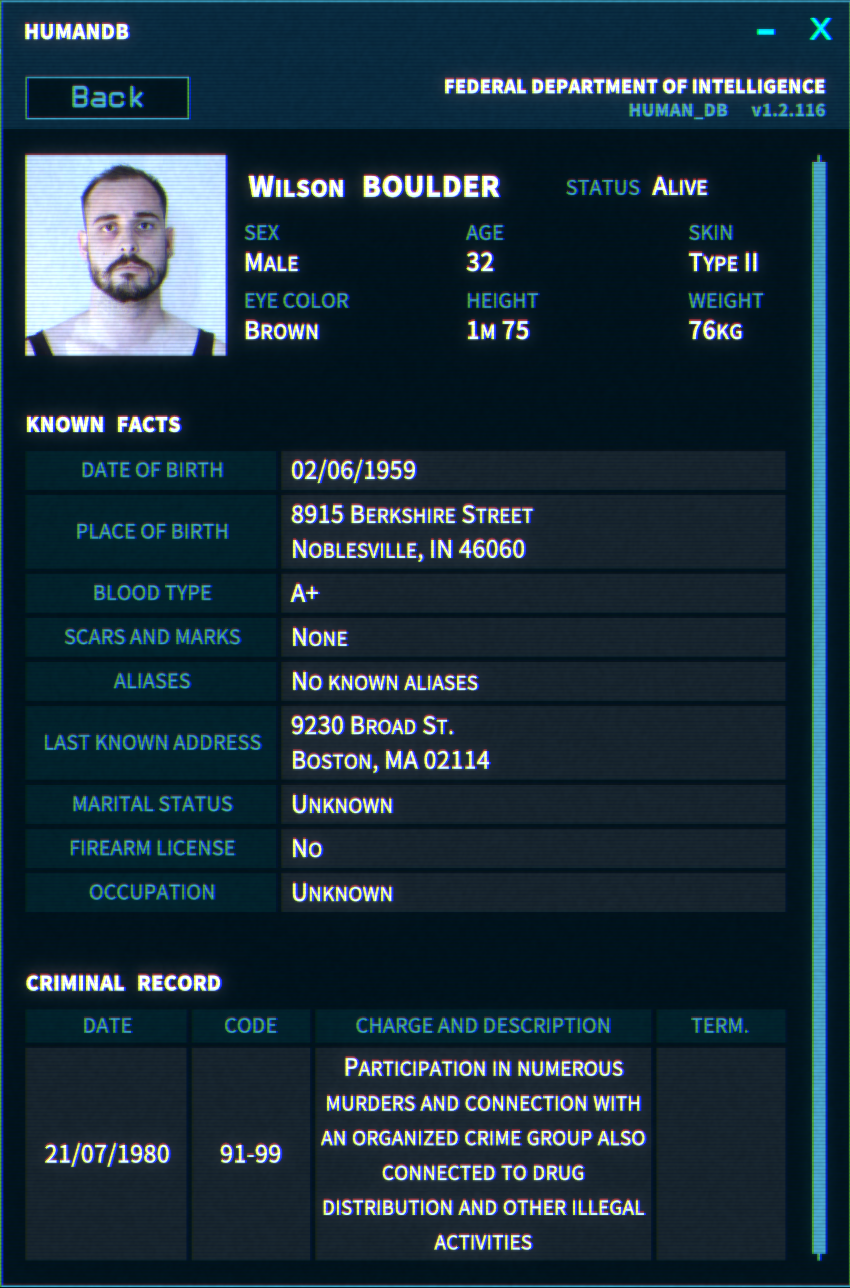 HUMANDB
– X
Back
FEDERAL DEPARTMENT OF INTELLIGENCE
HUMAN_DB v1.2.116
Wilson BOULDER STATUS Alive
SEX AGE SKIN
Male 32 Type II
EYE COLOR HEIGHT WEIGHT
Brown 1m 75 76kg
KNOWN FACTS
DATE OF BIRTH 02/06/1959
PLACE OF BIRTH 8915 Berkshire Street
Noblesville, IN 46060
BLOOD TYPE A+
SCARS AND MARKS None
ALIASES No known aliases
LAST KNOWN ADDRESS 9230 Broad St.
Boston, MA 02114
MARITAL STATUS Unknown
FIREARM LICENSE No
OCCUPATION Unknown
CRIMINAL RECORD
DATE CODE CHARGE AND DESCRIPTION TERM.
21/07/1980 91-99
Participation in numerous
murders and connection with
an organized crime group also
connected to drug
distribution and other illegal
activities